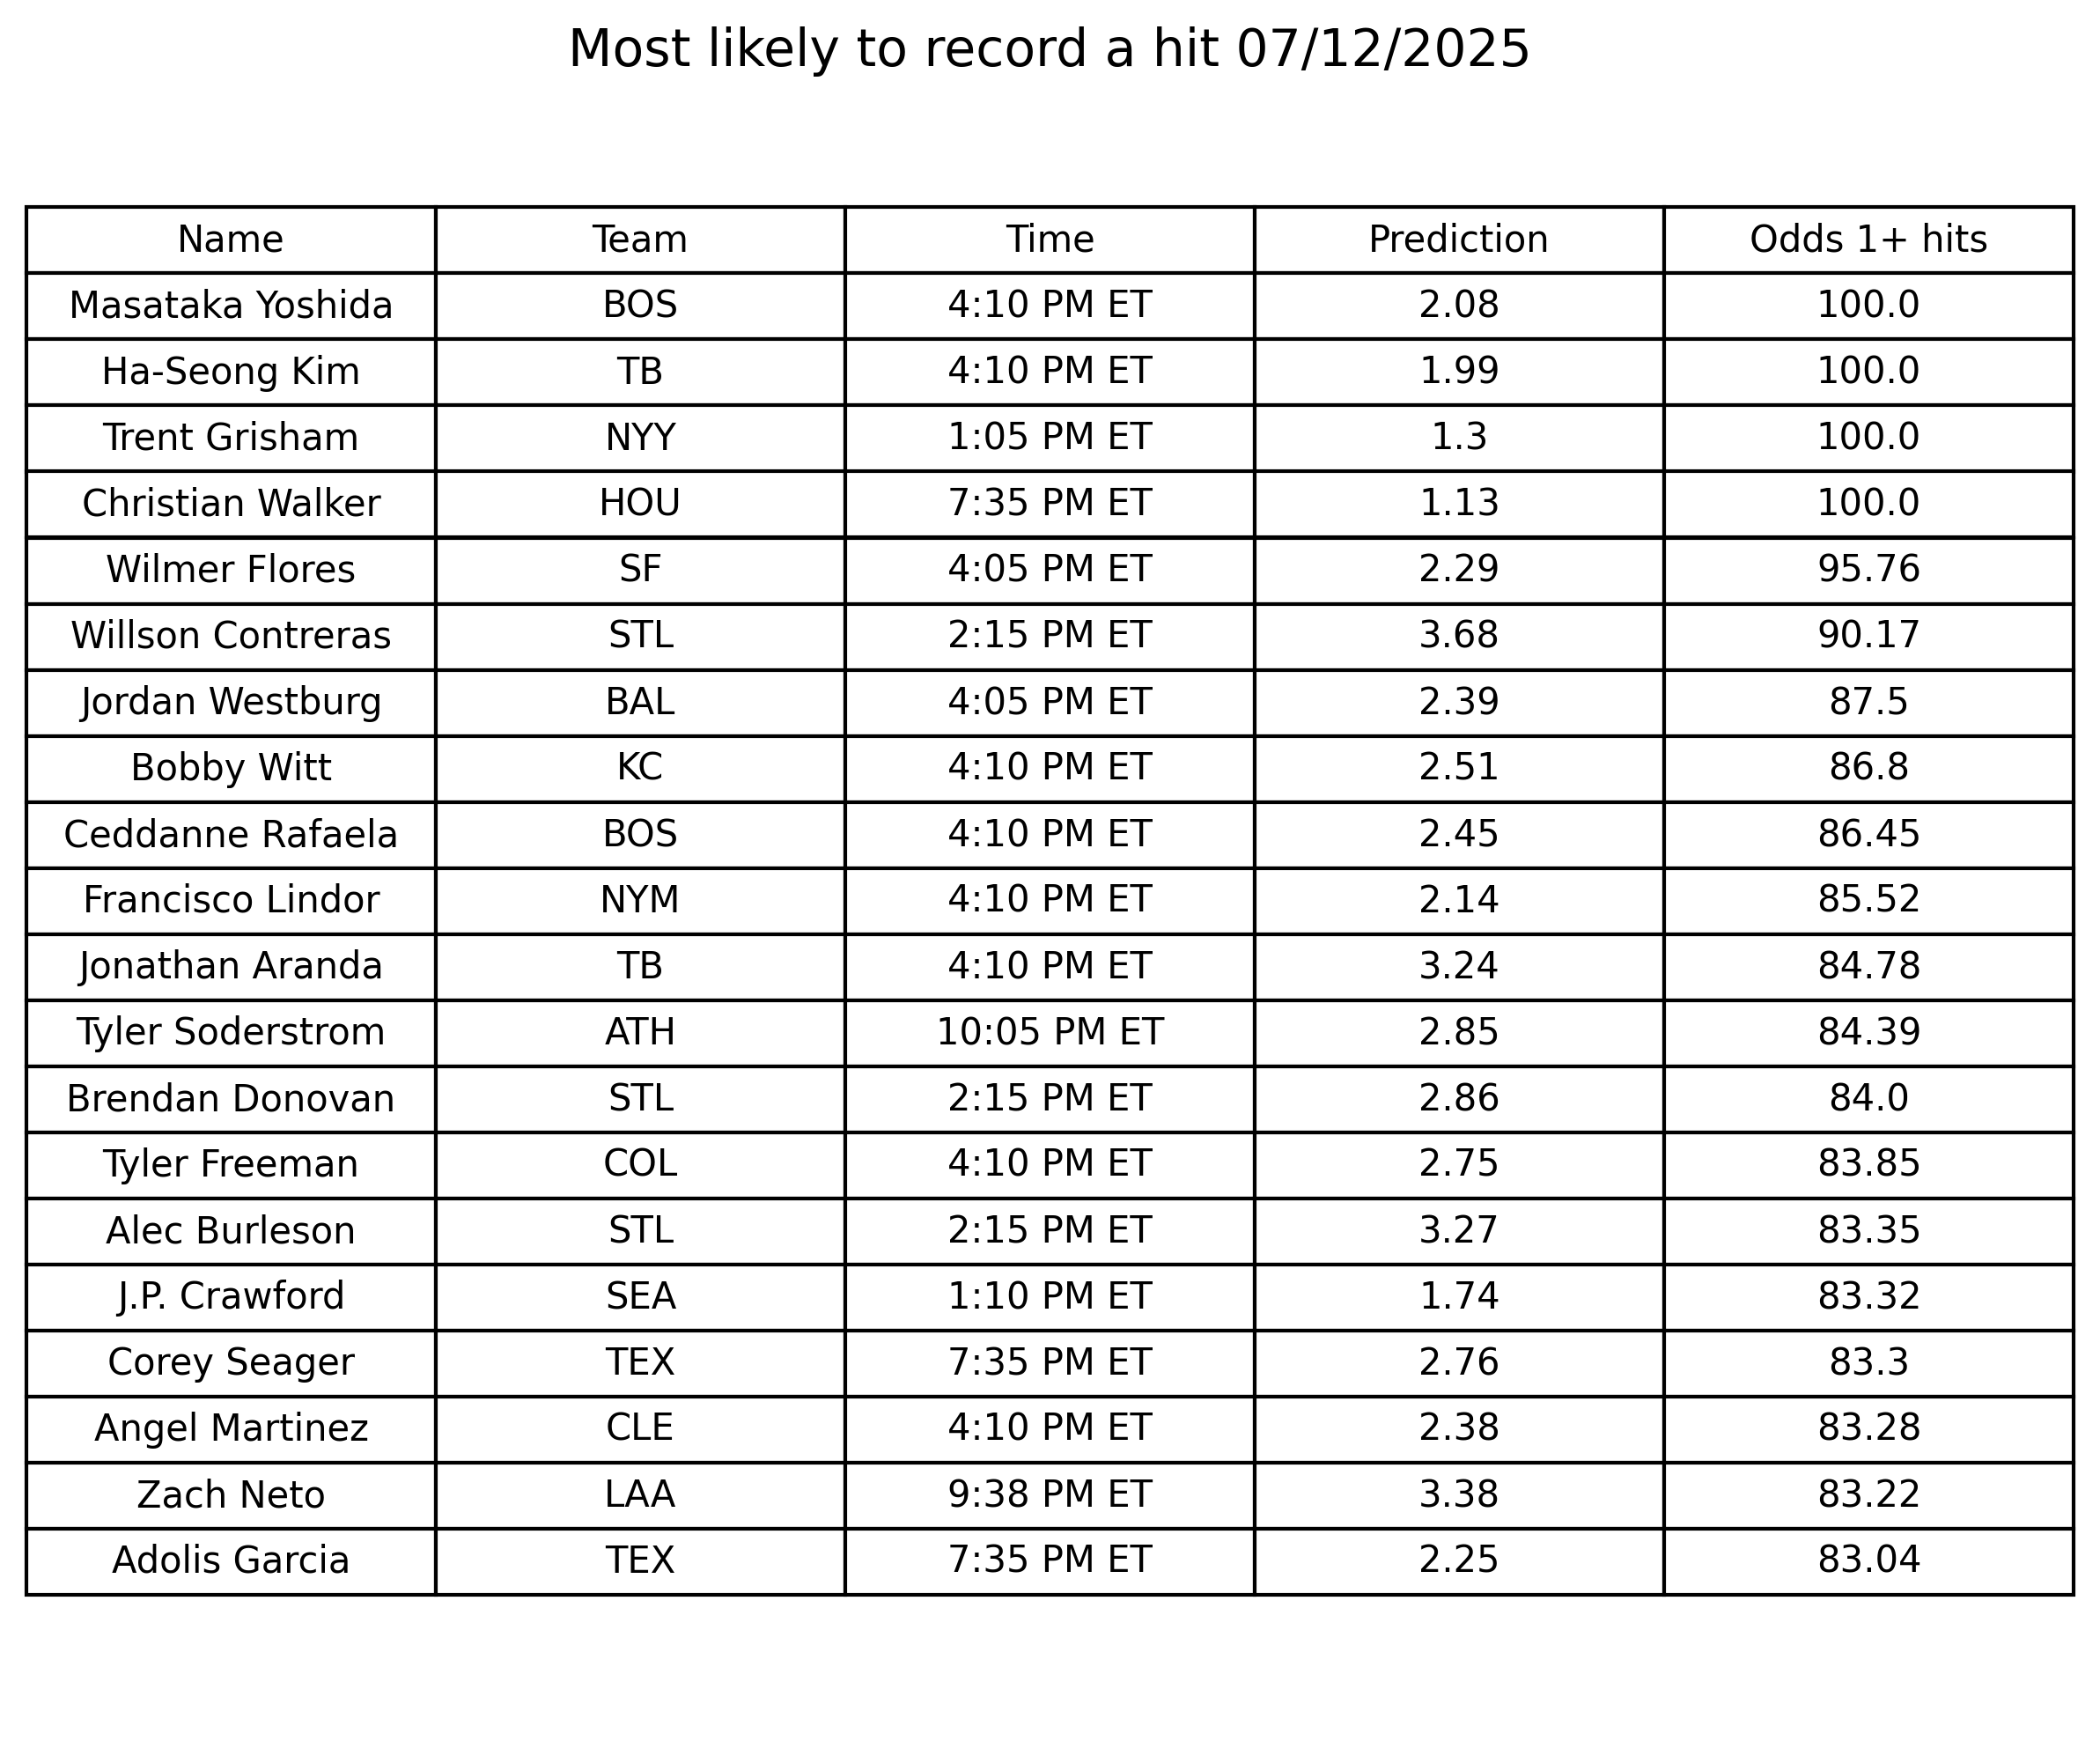 Most likely to record a hit 07/12/2025
Name Team Time Prediction Odds 1+ hits
Masataka Yoshida BOS 4:10 PM ET 2.08 100.0
Ha-Seong Kim TB 4:10 PM ET 1.99 100.0
Trent Grisham NYY 1:05 PM ET 1.3 100.0
Christian Walker HOU 7:35 PM ET 1.13 100.0
Wilmer Flores SF 4:05 PM ET 2.29 95.76
Willson Contreras STL 2:15 PM ET 3.68 90.17
Jordan Westburg BAL 4:05 PM ET 2.39 87.5
Bobby Witt KC 4:10 PM ET 2.51 86.8
Ceddanne Rafaela BOS 4:10 PM ET 2.45 86.45
Francisco Lindor NYM 4:10 PM ET 2.14 85.52
Jonathan Aranda TB 4:10 PM ET 3.24 84.78
Tyler Soderstrom ATH 10:05 PM ET 2.85 84.39
Brendan Donovan STL 2:15 PM ET 2.86 84.0
Tyler Freeman COL 4:10 PM ET 2.75 83.85
Alec Burleson STL 2:15 PM ET 3.27 83.35
J.P. Crawford SEA 1:10 PM ET 1.74 83.32
Corey Seager TEX 7:35 PM ET 2.76 83.3
Angel Martinez CLE 4:10 PM ET 2.38 83.28
Zach Neto LAA 9:38 PM ET 3.38 83.22
Adolis Garcia TEX 7:35 PM ET 2.25 83.04